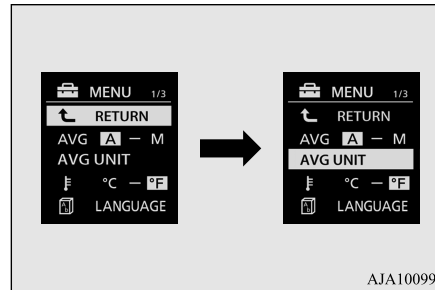 MENU 1/3
RETURN
AVG A – M
AVG UNIT
°C – °F
LANGUAGE
MENU 1/3
RETURN
AVG A – M
AVG UNIT
°C – °F
LANGUAGE
AJA10099